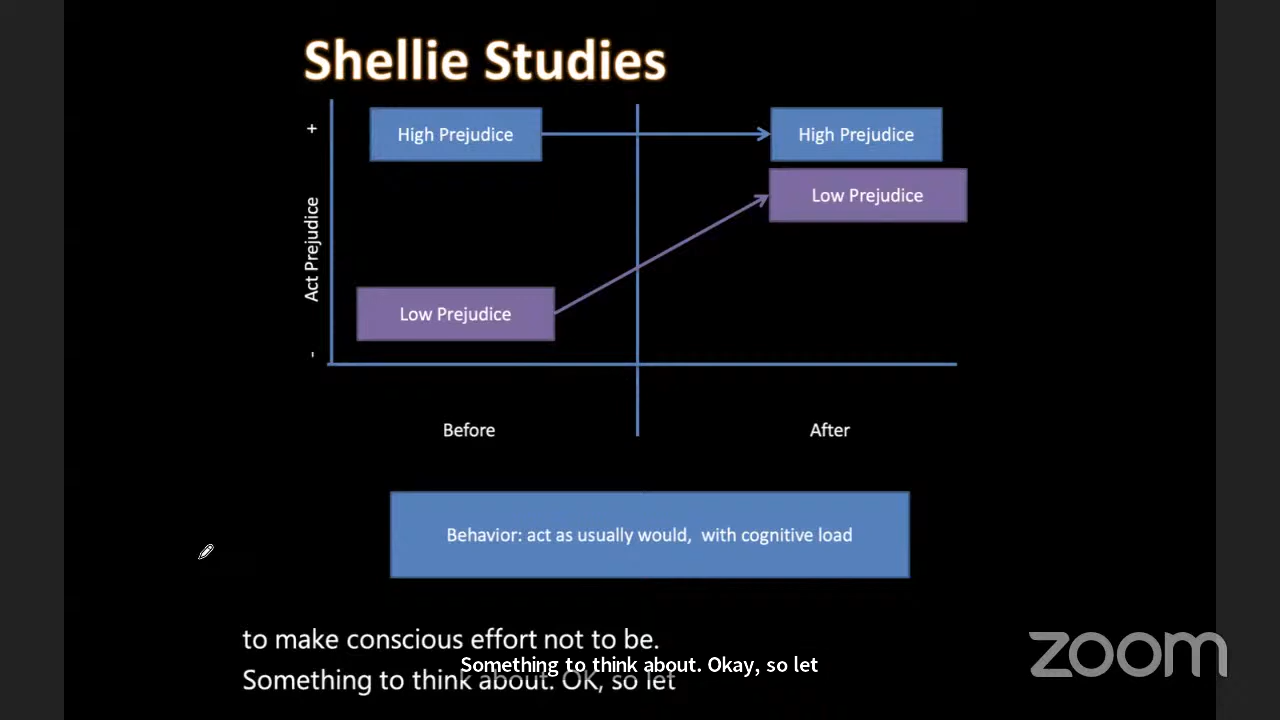 Shellie Studies
+
High Prejudice
High Prejudice
Low Prejudice
Act Prejudice
Low Prejudice
-
Before
After
Behavior: act as usually would, with cognitive load
to make conscious effort not to be.
Something to think about. Okay, so let
Something to think about. OK, so let
zoom